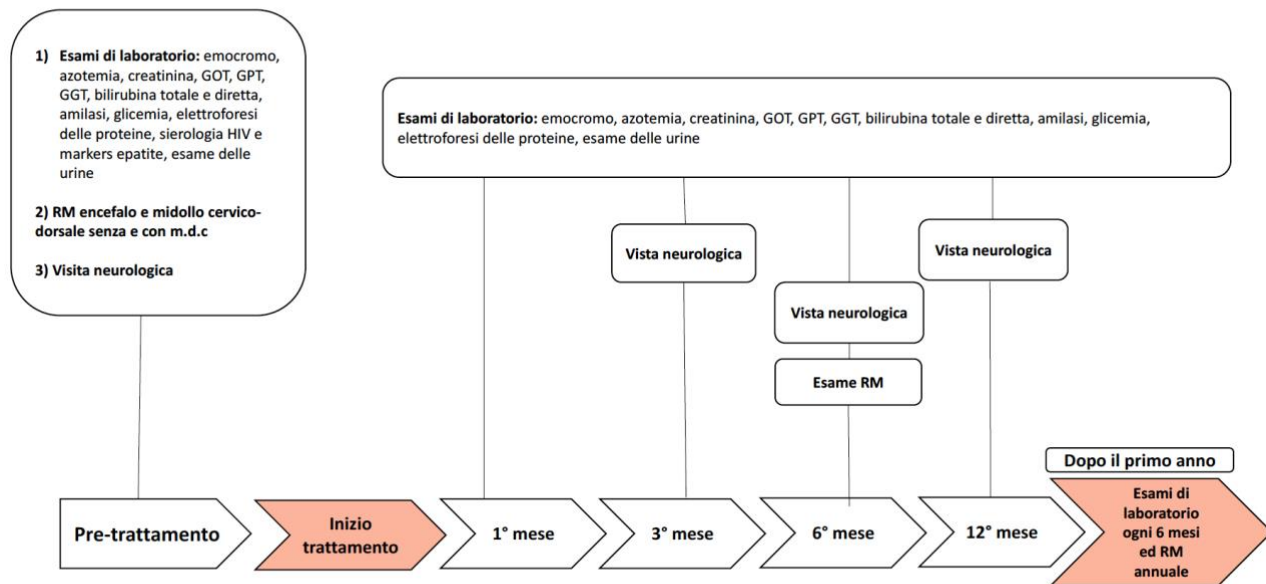 1) Esami di laboratorio: emocromo,
azotemia, creatinina, GOT, GPT,
GGT, bilirubina totale e diretta,
amilasi, glicemia, elettroforesi
delle proteine, sierologia HIV e
markers epatite, esame delle
urine
2) RM encefalo e midollo cervico-
dorsale senza e con m.d.c
3) Visita neurologica
Esami di laboratorio: emocromo, azotemia, creatinina, GOT, GPT, GGT, bilirubina totale e diretta, amilasi, glicemia,
elettroforesi delle proteine, esame delle urine
Vista neurologica
Vista neurologica
Esame RM
Vista neurologica
Pre-trattamento
Inizio
trattamento
1° mese
3° mese
6° mese
12° mese
Dopo il primo anno
Esami di
laboratorio
ogni 6 mesi
ed RM
annuale